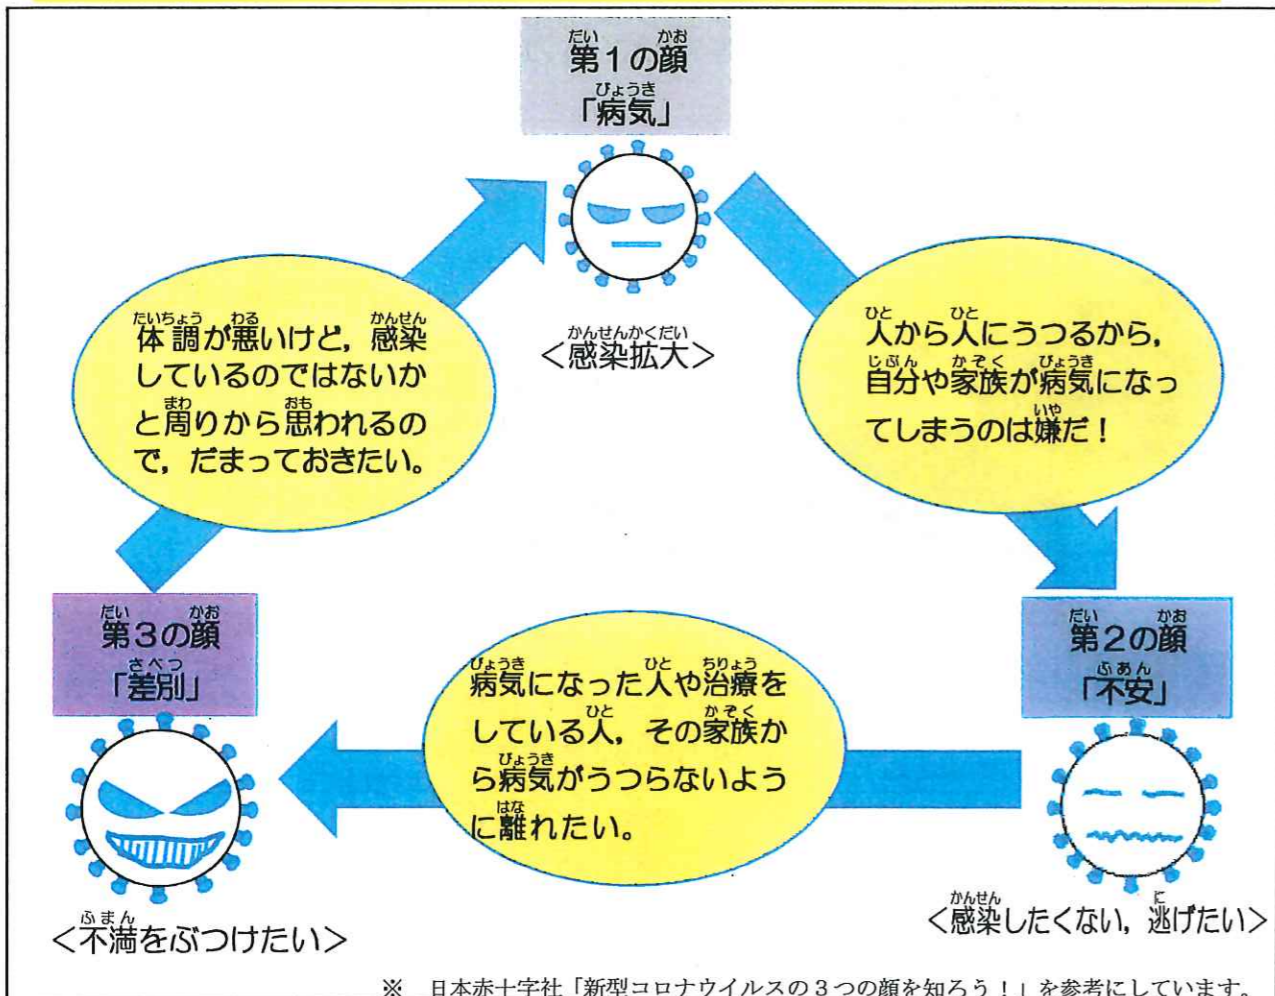 第1の顔
「病気」
<感染拡大>
人から人にうつるから，
自分や家族が病気になっ
てしまうのは嫌だ！
第2の顔
「不安」
<感染したくない，逃げたい>
病気になった人や治療を
している人，その家族か
ら病気がうつらないよう
に離れたい。
第3の顔
「差別」
<不満をぶつけたい>
体調が悪いけど，感染
しているのではないか
と周りから思われるの
で，だまっておきたい。
※　日本赤十字社「新型コロナウイルスの3つの顔を知ろう！」を参考にしています。